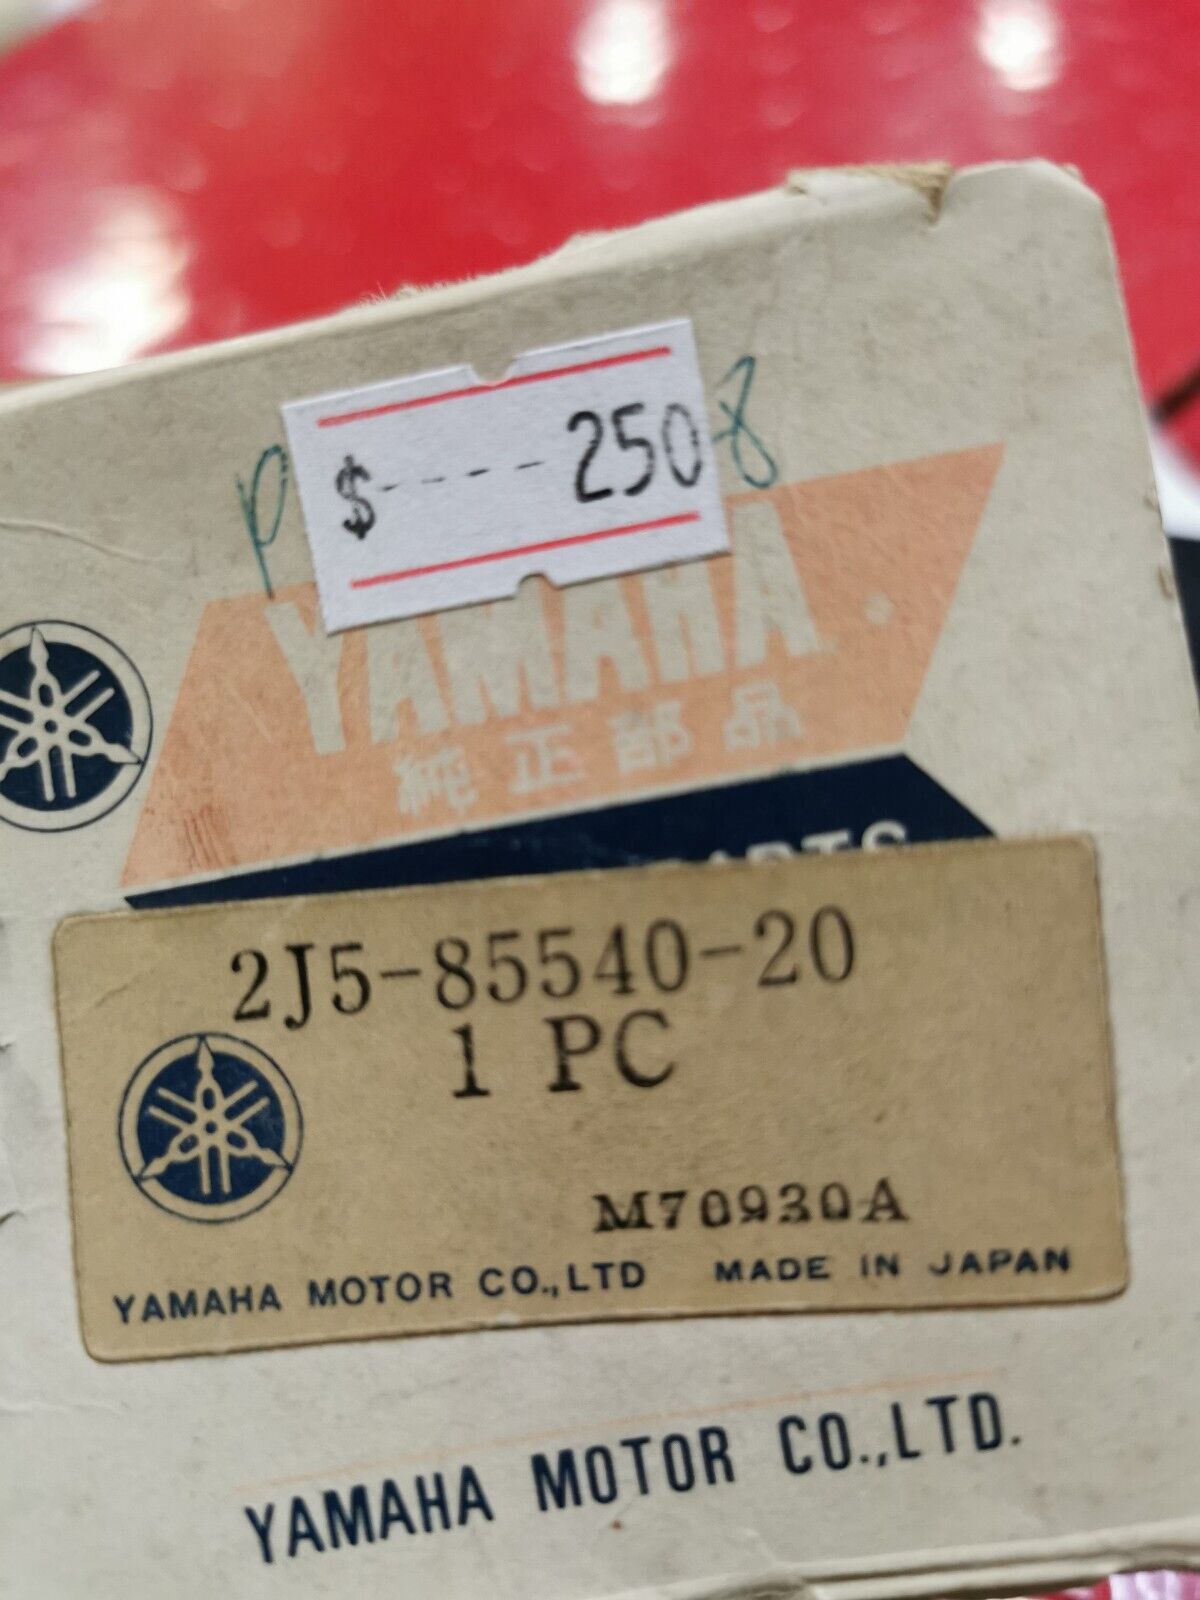 P
$----250
8
YAMAHA
純正部品
2J5-85540-20
1 PC
M70930A
YAMAHA MOTOR CO.,LTD MADE IN JAPAN
YAMAHA MOTOR CO.,LTD.